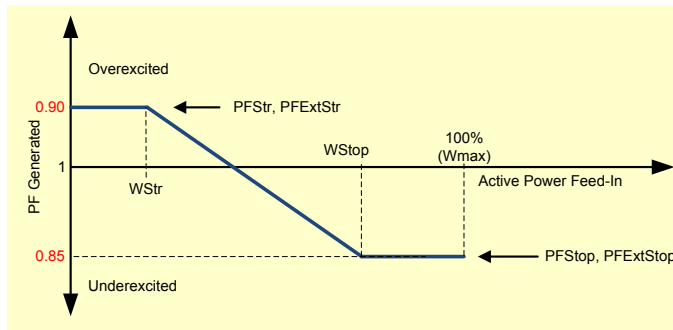 Overexcited
0.90
PFStr, PFExtStr
WStop
100%
(Wmax)
PF Generated
1
WStr
Active Power Feed-In
0.85
PFStop, PFExtStop
Underexcited